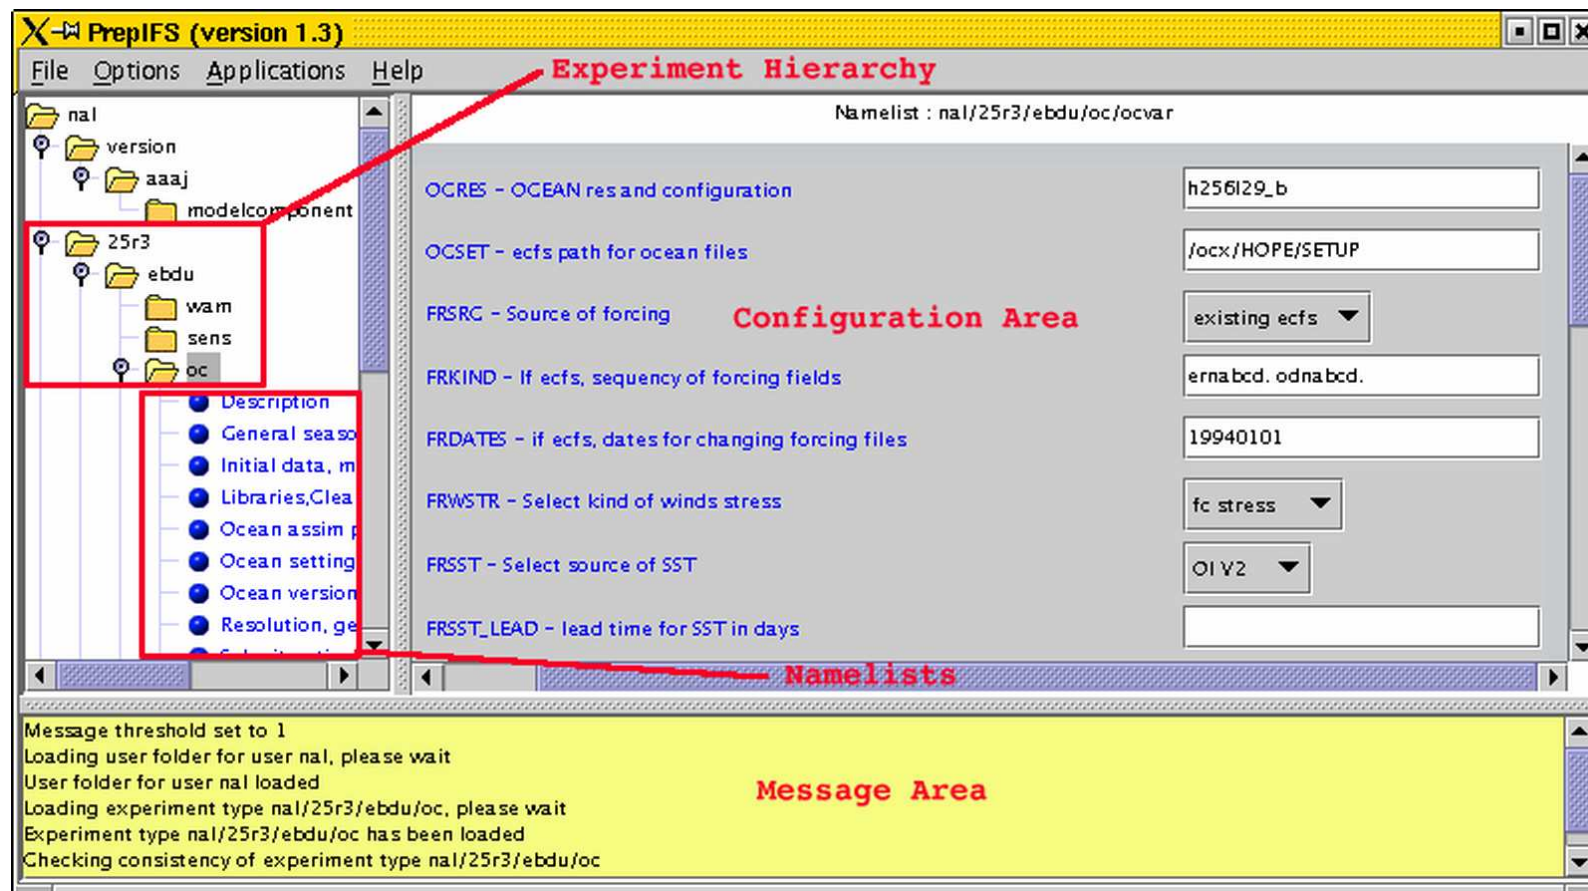 PrepIFS (version 1.3)
File Options Applications Help
Experiment Hierarchy
nal
version
aaaj
modelcomponent
25r3
ebdu
wam
sens
oc
Description
General seaso
Initial data, m
Libraries,Clea
Ocean assim p
Ocean setting
Ocean version
Resolution, ge
Namelist : nal/25r3/ebdu/oc/ocvar
OCRES - OCEAN res and configuration
h256l29_b
OCSET - ecfs path for ocean files
/ocx/HOPE/SETUP
FRSRC - Source of forcing
existing ecfs
Configuration Area
FRKIND - If ecfs, sequency of forcing fields
ernabcd. odnabcd.
FRDATES - if ecfs, dates for changing forcing files
19940101
FRWSTR - Select kind of winds stress
fc stress
FRSST - Select source of SST
OI V2
FRSST_LEAD - lead time for SST in days
Namelists
Message threshold set to 1
Loading user folder for user nal, please wait
User folder for user nal loaded
Loading experiment type nal/25r3/ebdu/oc, please wait
Experiment type nal/25r3/ebdu/oc has been loaded
Checking consistency of experiment type nal/25r3/ebdu/oc
Message Area